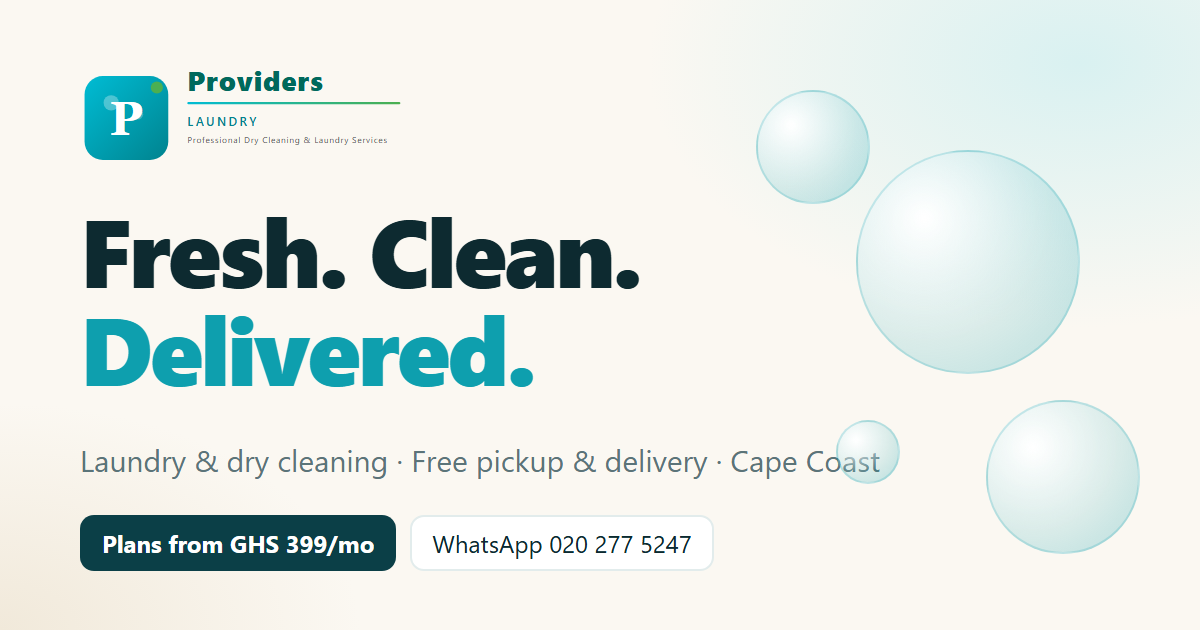 P
Providers
LAUNDRY
Professional Dry Cleaning & Laundry Services
Fresh. Clean.
Delivered.
Laundry & dry cleaning · Free pickup & delivery · Cape Coast
Plans from GHS 399/mo
WhatsApp 020 277 5247